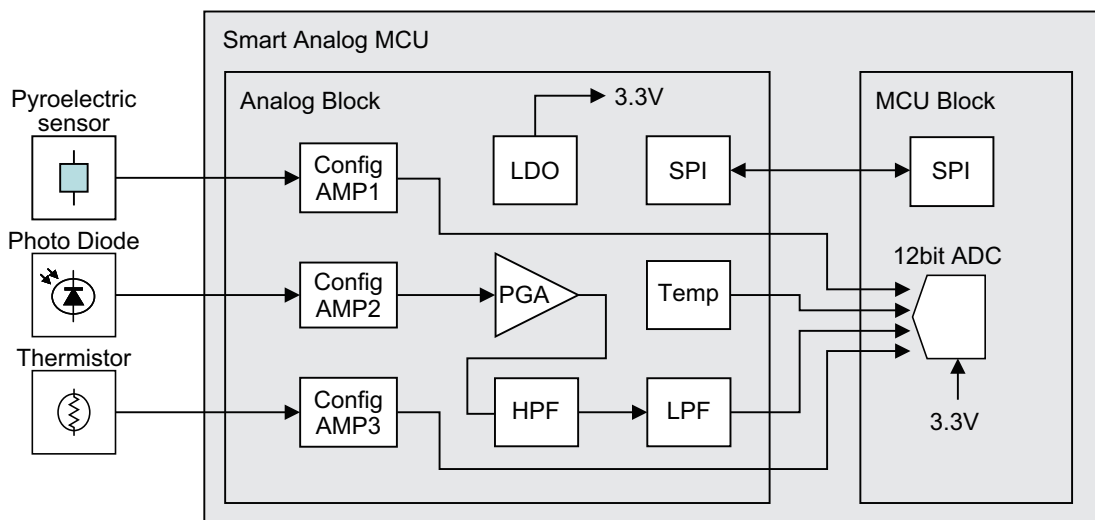 Smart Analog MCU
Pyroelectric
sensor
Photo Diode
Thermistor
Analog Block
Config
AMP1
LDO
3.3V
SPI
Config
AMP2
PGA
Temp
Config
AMP3
HPF
LPF
MCU Block
SPI
12bit ADC
3.3V